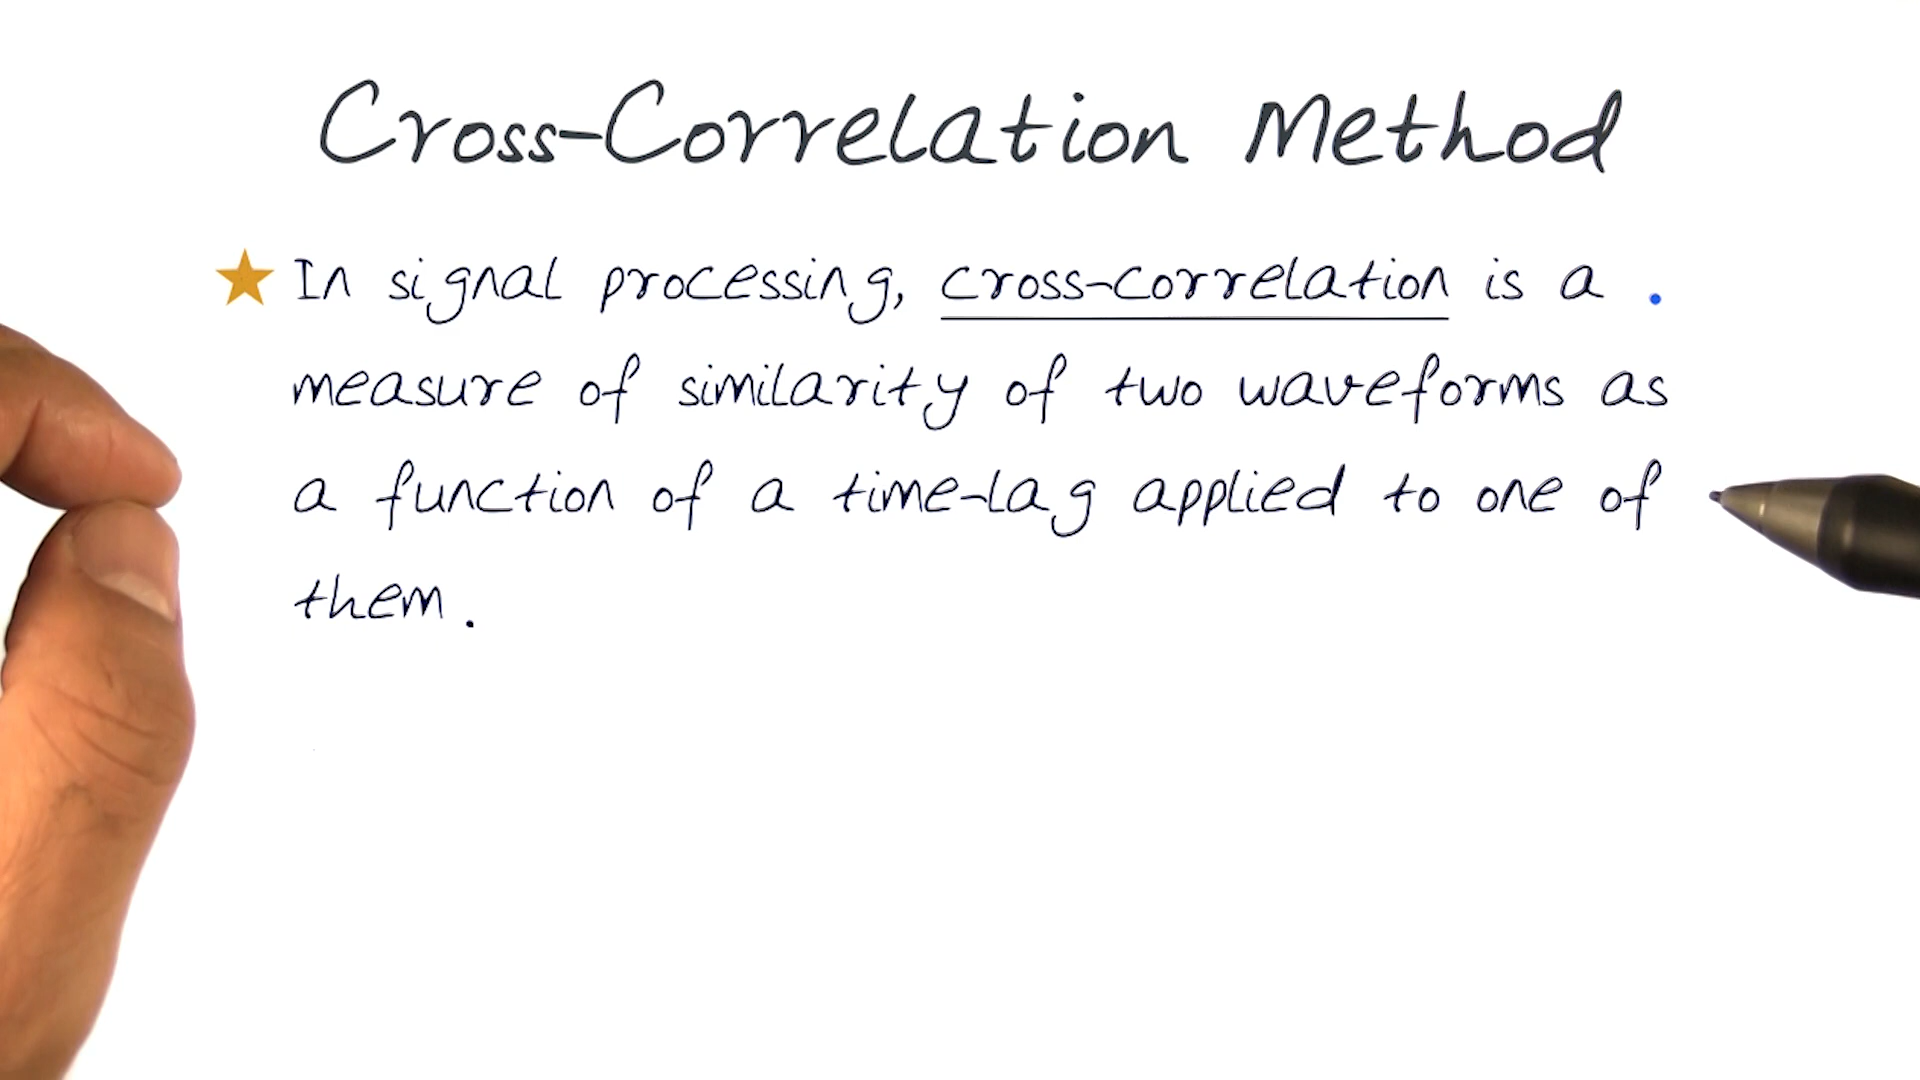 Cross-Correlation Method
In signal processing, cross-correlation is a
measure of similarity of two waveforms as
a function of a time-lag applied to one of
them.